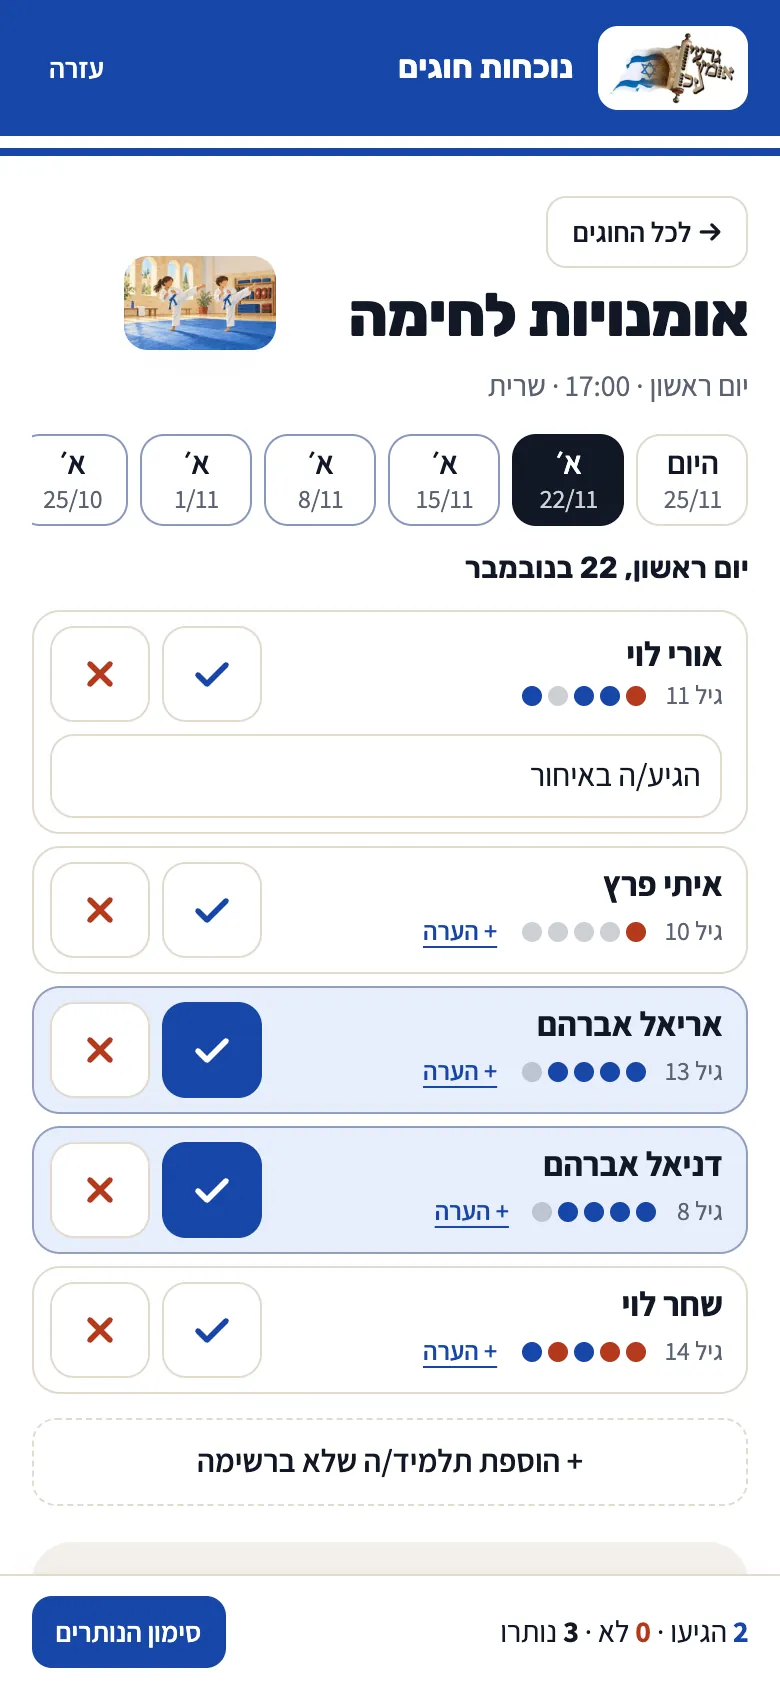 גרעין
אומץ
נוכחות חוגים
עזרה
→ לכל החוגים
אומנויות לחימה
יום ראשון · 17:00 · שרית
היום 25/11
א׳ 22/11
א׳ 15/11
א׳ 8/11
א׳ 1/11
א׳ 25/10
יום ראשון, 22 בנובמבר
אורי לוי
גיל 11
הגיע/ה באיחור
איתי פרץ
גיל 10 + הערה
אריאל אברהם
גיל 13 + הערה
דניאל אברהם
גיל 8 + הערה
שחר לוי
גיל 14 + הערה
+ הוספת תלמיד/ה שלא ברשימה
2 הגיעו · 0 לא · 3 נותרו
סימון הנותרים